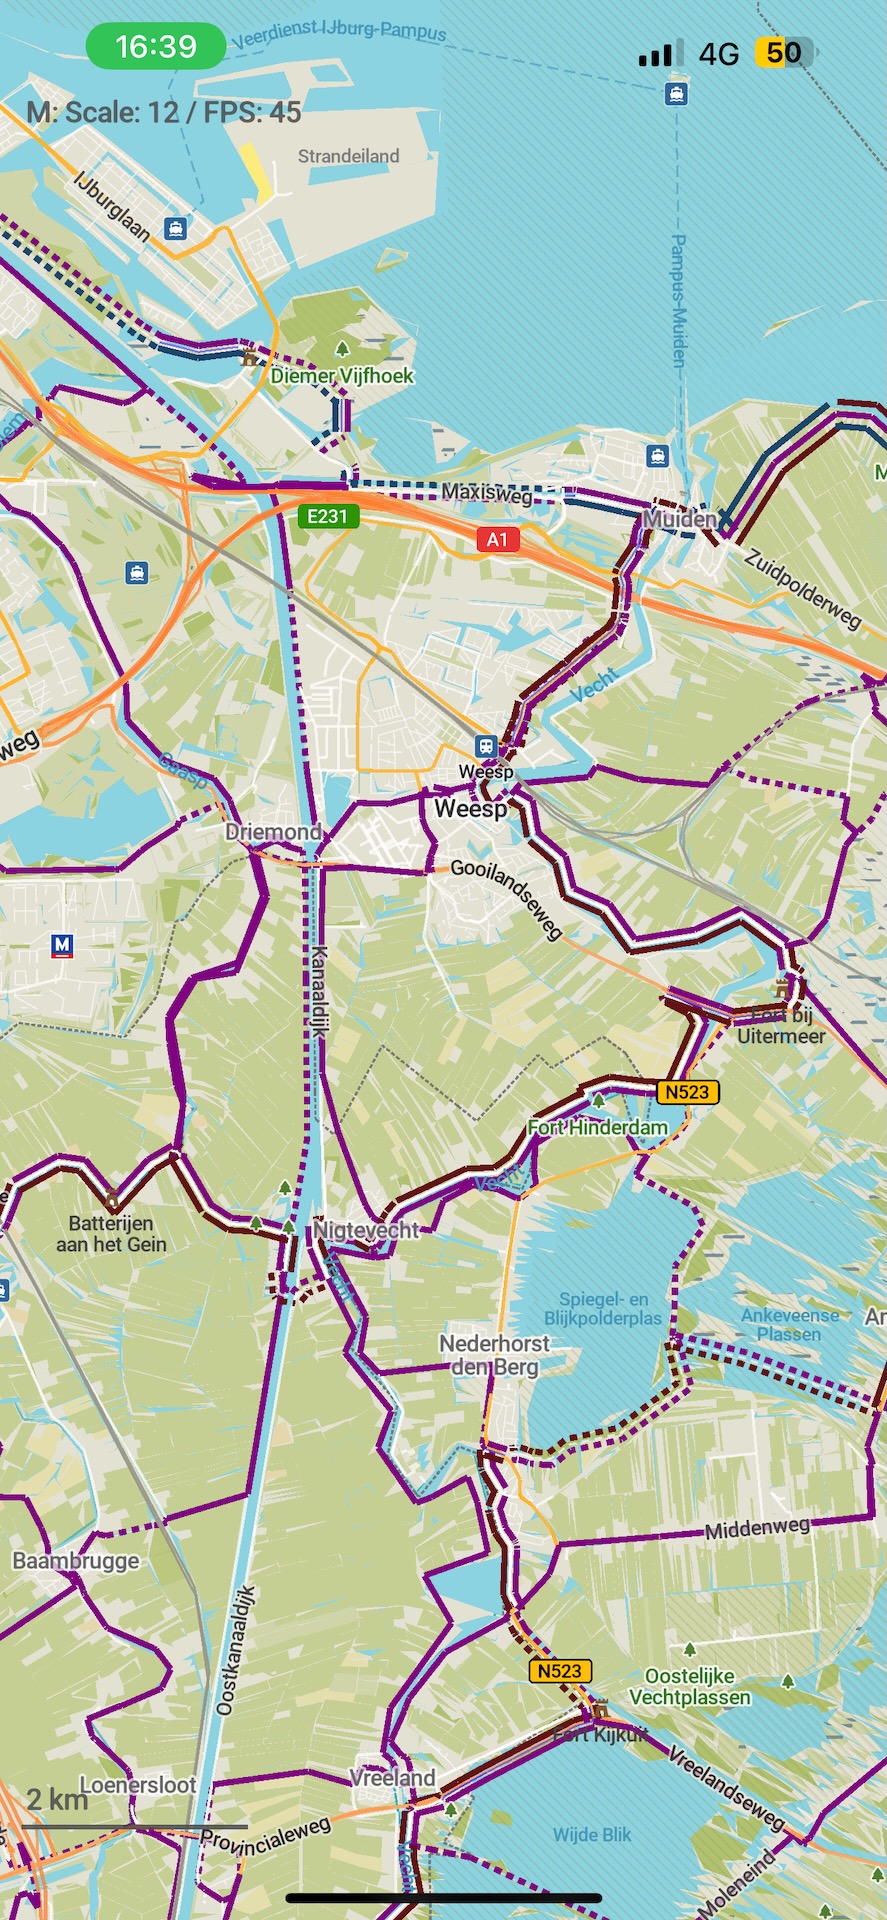 16:39
4G
50
M: Scale: 12 / FPS: 45
Veerdienst IJburg-Pampus
Strandeiland
IJburglaan
Pampus-Muiden
Diemer Vijfhoek
Maxisweg
Muiden
E231
A1
Zuidpolderweg
Vecht
weg
Gaasp
Weesp
Weesp
Driemond
Gooilandseweg
M
Kanaaldijk
Fort bij
Uitermeer
N523
Fort Hinderdam
Vecht
Batterijen
aan het Gein
Nigtevecht
Vecht
Spiegel- en
Blijkpolderplas
Ankeveense
Plassen
Nederhorst
den Berg
Middenweg
Baambrugge
Oostkanaaldijk
N523
Oostelijke
Vechtplassen
Fort Kijkuit
Vreelandseweg
Loenersloot
2 km
Vreeland
Provincialeweg
Wijde Blik
Moleneind
Vecht